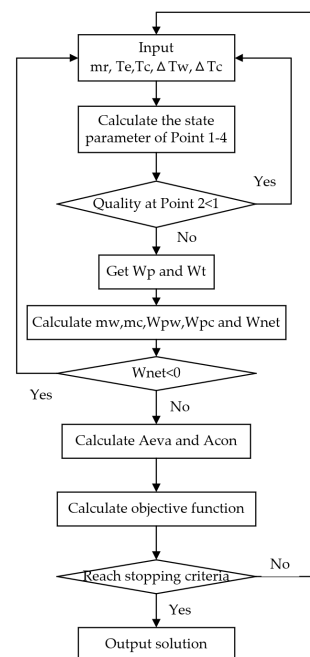 Input
mr, Te,Tc, ΔTw, ΔTc
Calculate the state
parameter of Point 1-4
Yes
Quality at Point 2<1
No
Get Wp and Wt
Calculate mw,mc,Wpw,Wpc and Wnet
Wnet<0
Yes
No
Calculate Aeva and Acon
Calculate objective function
No
Reach stopping criteria
Yes
Output solution